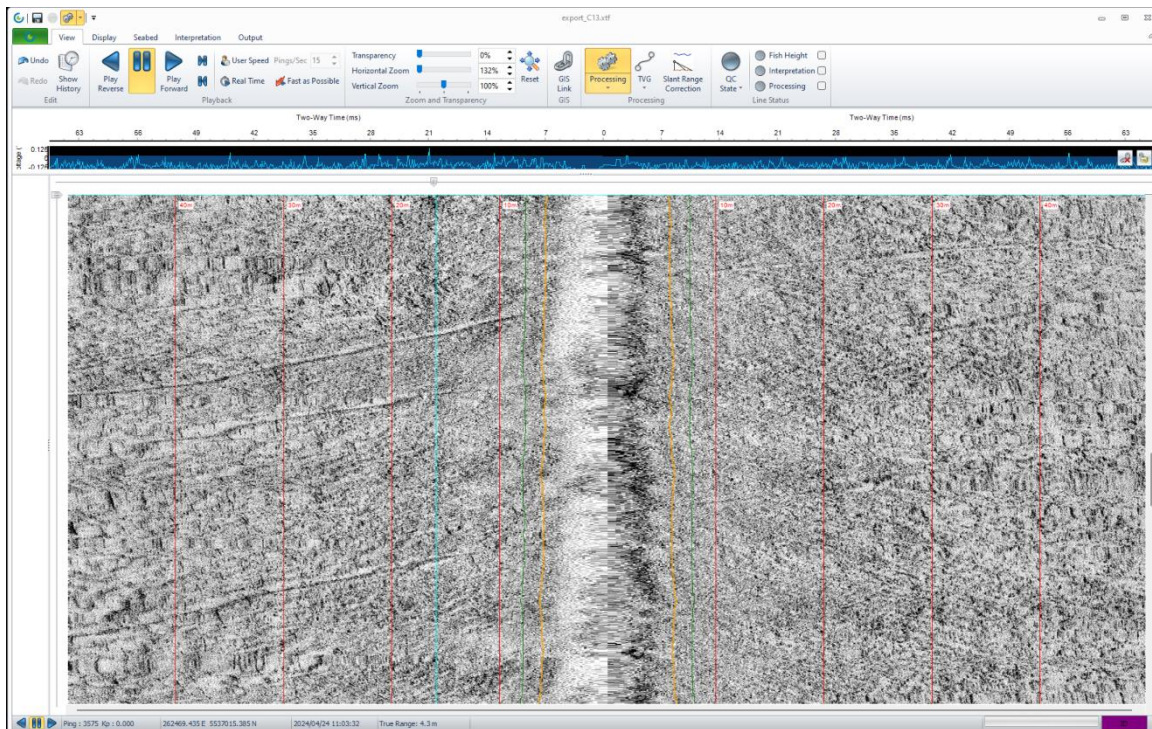 export_C13.xtf
View Display Seabed Interpretation Output
Undo
Redo
Show History
Edit
Play Reverse
Play Forward
User Speed Pings/Sec 15
Real Time Fast as Possible
Playback
Transparency 0%
Horizontal Zoom 132%
Vertical Zoom 100%
Reset
Zoom and Transparency
GIS Link
GIS
Processing
TVG
Slant Range Correction
Processing
QC State
Fish Height
Interpretation
Processing
Line Status
Two-Way Time (ms) Two-Way Time (ms)
63 56 49 42 35 28 21 14 7 0 7 14 21 28 35 42 49 56 63
0.125
0
-0.125
40m 30m 20m 10m 10m 20m 30m 40m
Ping : 3575 Kp : 0.000 262469.435 E 5537015.385 N 2024/04/24 11:03:32 True Range: 4.3 m